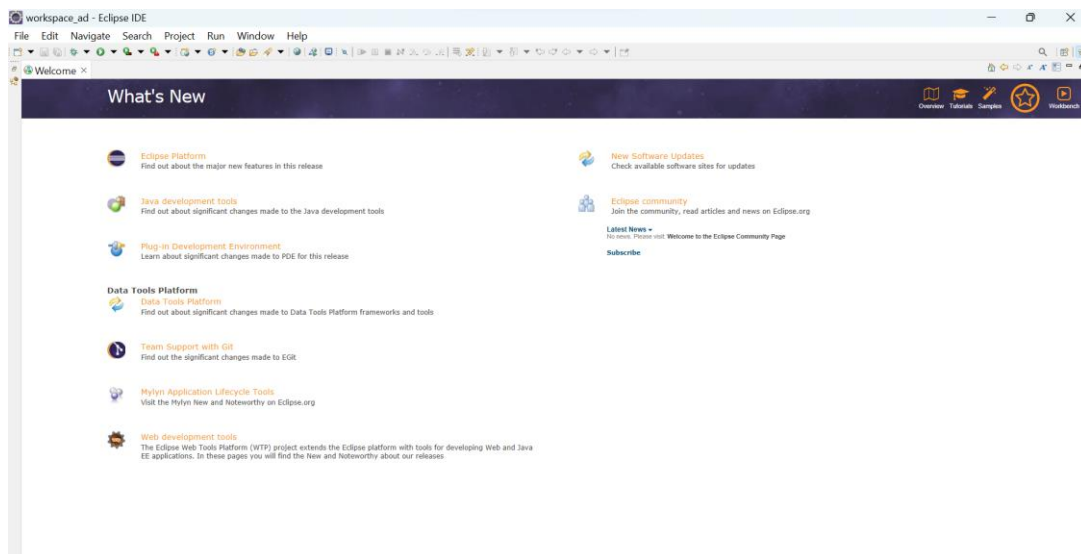 workspace_ad - Eclipse IDE
File Edit Navigate Search Project Run Window Help
Welcome
What's New
Overview Tutorials Samples Workbench
Eclipse Platform
Find out about the major new features in this release
Java development tools
Find out about significant changes made to the Java development tools
Plug-in Development Environment
Learn about significant changes made to PDE for this release
Data Tools Platform
Data Tools Platform
Find out about significant changes made to Data Tools Platform frameworks and tools
Team Support with Git
Find out the significant changes made to EGit
Mylyn Application Lifecycle Tools
Visit the Mylyn New and Noteworthy on Eclipse.org
Web development tools
The Eclipse Web Tools Platform (WTP) project extends the Eclipse platform with tools for developing Web and Java
EE applications. In these pages you will find the New and Noteworthy about our releases
New Software Updates
Check available software sites for updates
Eclipse community
Join the community, read articles and news on Eclipse.org
Latest News
No news. Please visit Welcome to the Eclipse Community Page
Subscribe